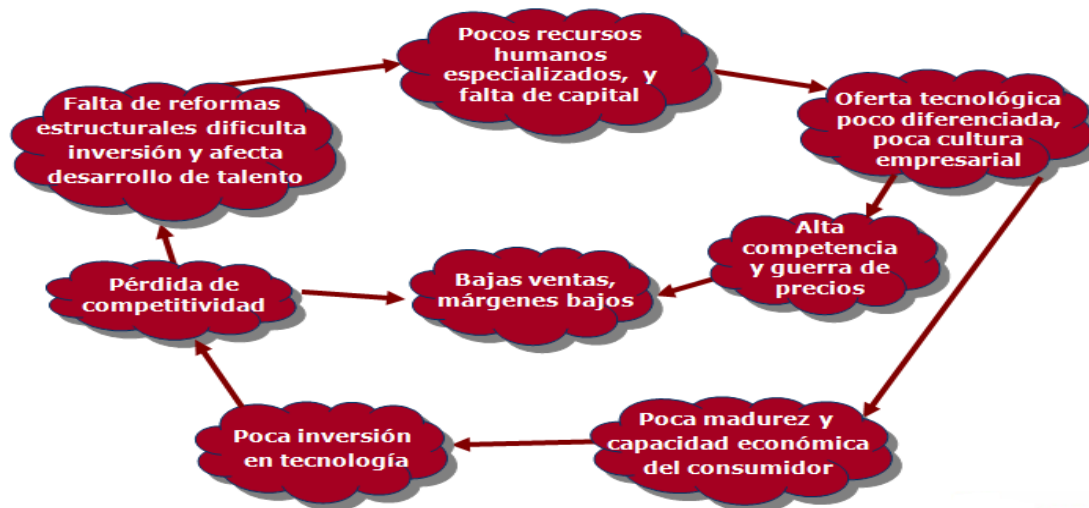 Pocos recursos
humanos
especializados, y
falta de capital
Falta de reformas
estructurales dificulta
inversión y afecta
desarrollo de talento
Oferta tecnológica
poco diferenciada,
poca cultura
empresarial
Alta
competencia
y guerra de
precios
Bajas ventas,
márgenes bajos
Pérdida de
competitividad
Poca inversión
en tecnología
Poca madurez y
capacidad económica
del consumidor